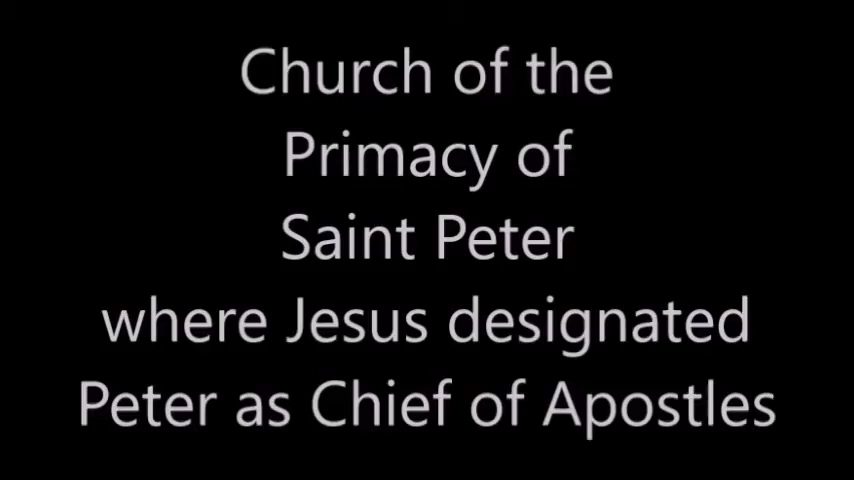 Church of the
Primacy of
Saint Peter
where Jesus designated
Peter as Chief of Apostles